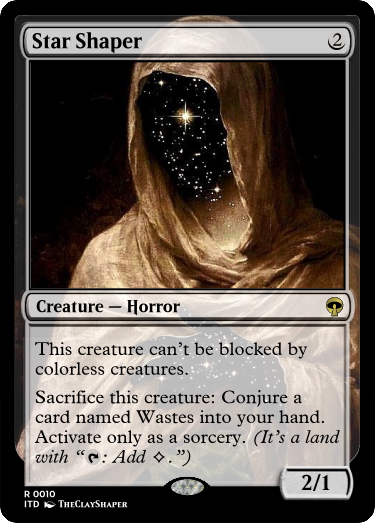 Star Shaper 2
Creature — Horror
This creature can't be blocked by
colorless creatures.
Sacrifice this creature: Conjure a
card named Wastes into your hand.
Activate only as a sorcery. (It's a land
with “: Add .”)
2/1
R 0010
ITD TheClayShaper